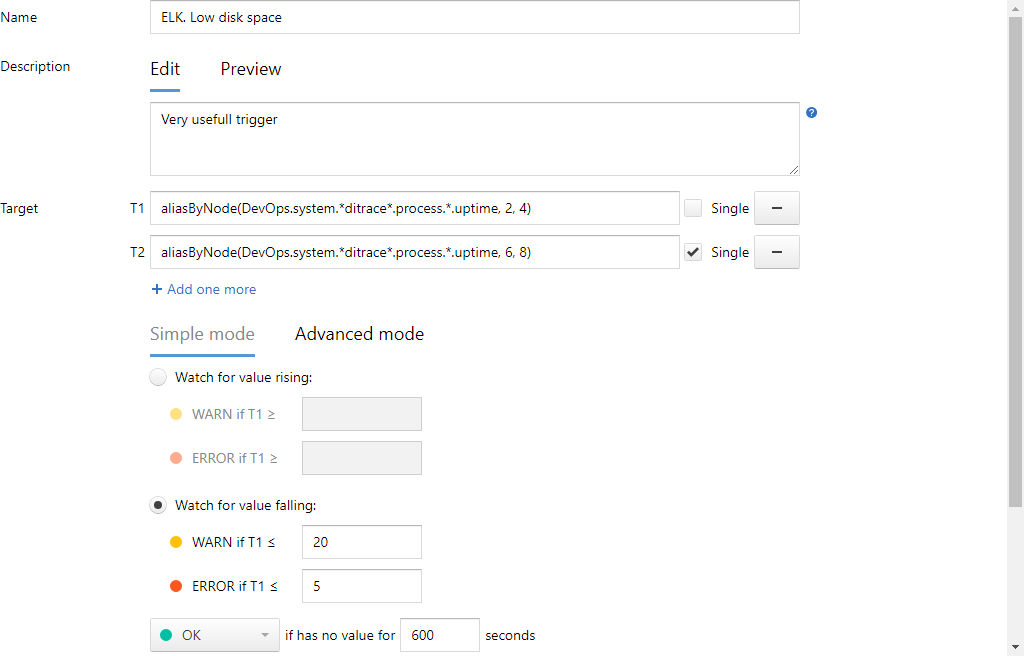 Name ELK. Low disk space
Description Edit Preview
Very usefull trigger
?
Target T1 aliasByNode(DevOps.system.*ditrace*.process.*.uptime, 2, 4) Single −
T2 aliasByNode(DevOps.system.*ditrace*.process.*.uptime, 6, 8) Single −
+ Add one more
Simple mode Advanced mode
Watch for value rising:
WARN if T1 ≥
ERROR if T1 ≥
Watch for value falling:
WARN if T1 ≤ 20
ERROR if T1 ≤ 5
OK if has no value for 600 seconds